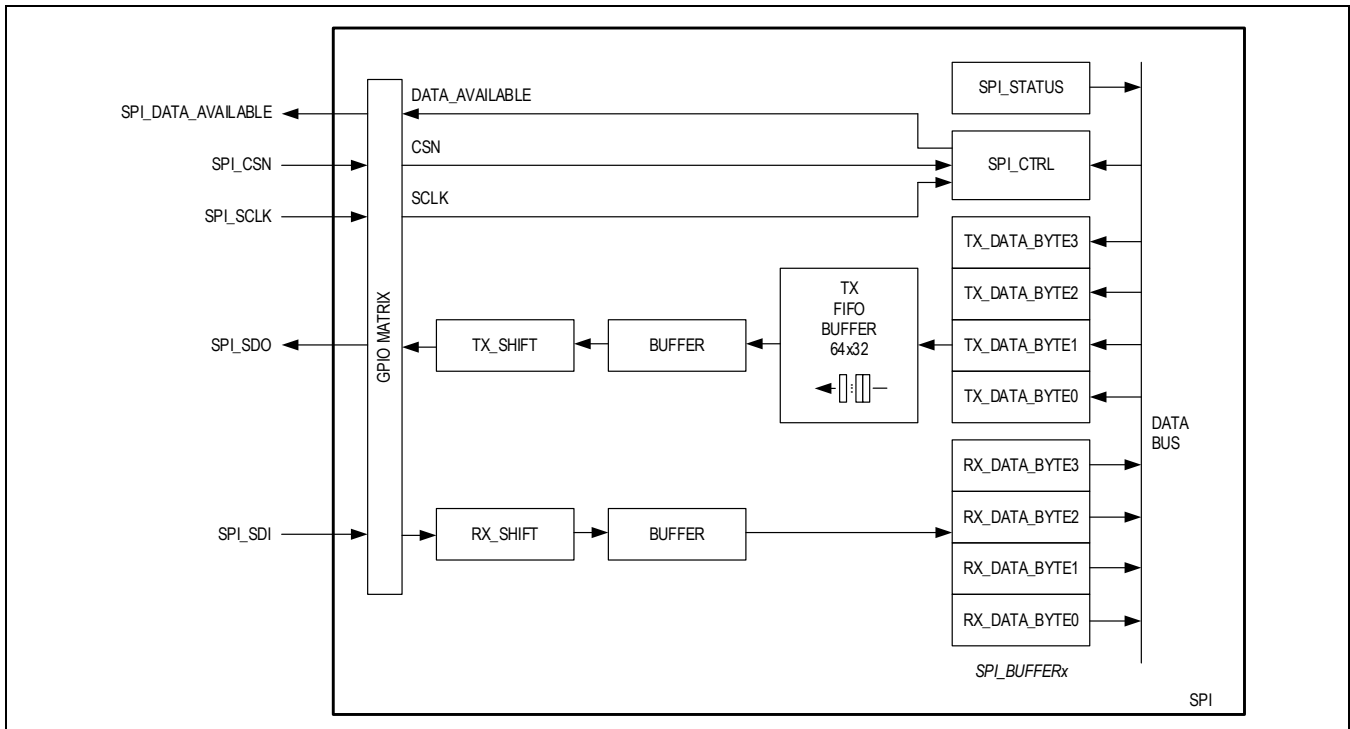 SPI_STATUS
DATA_AVAILABLE
SPI_DATA_AVAILABLE
CSN
SPI_CSN
SPI_CTRL
SCLK
SPI_SCLK
TX_DATA_BYTE3
TX_DATA_BYTE2
TX_DATA_BYTE1
TX_DATA_BYTE0
TX
FIFO
BUFFER
64x32
GPIO MATRIX
SPI_SDO
TX_SHIFT
BUFFER
DATA
BUS
RX_DATA_BYTE3
RX_DATA_BYTE2
RX_DATA_BYTE1
RX_DATA_BYTE0
SPI_SDI
RX_SHIFT
BUFFER
SPI_BUFFERx
SPI